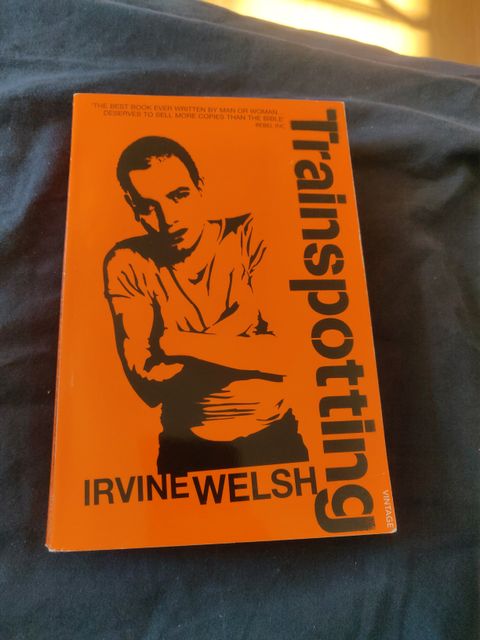 'THE BEST BOOK EVER WRITTEN BY MAN OR WOMAN...
DESERVES TO SELL MORE COPIES THAN THE BIBLE'
REBEL INC
Trainspotting
IRVINE WELSH
VINTAGE